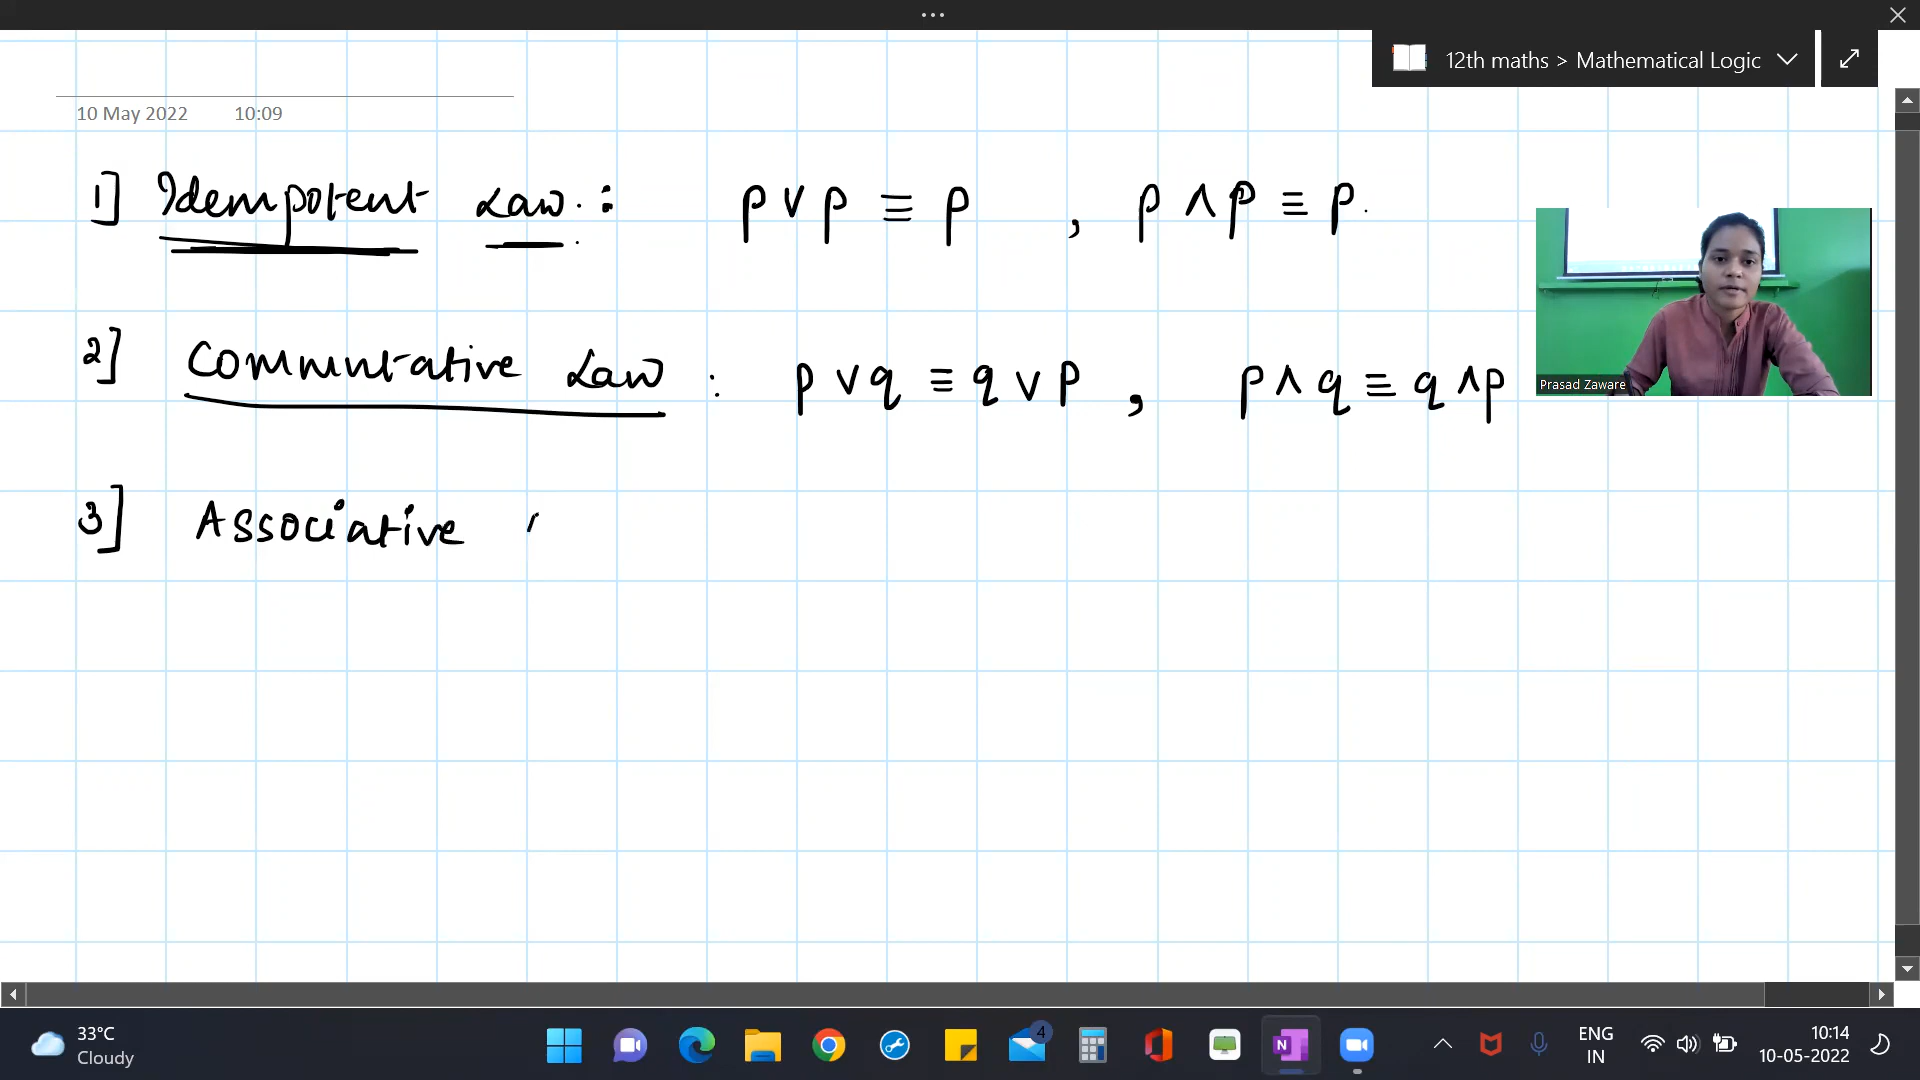 12th maths > Mathematical Logic
10 May 2022 10:09
1] Idempotent Law. : p ∨ p ≡ p , p ∧ p ≡ p.
2] Commutative Law : p ∨ q ≡ q ∨ p , p ∧ q ≡ q ∧ p
Prasad Zaware
3] Associative
33°C
Cloudy
4
N
ENG
IN
10:14
10-05-2022